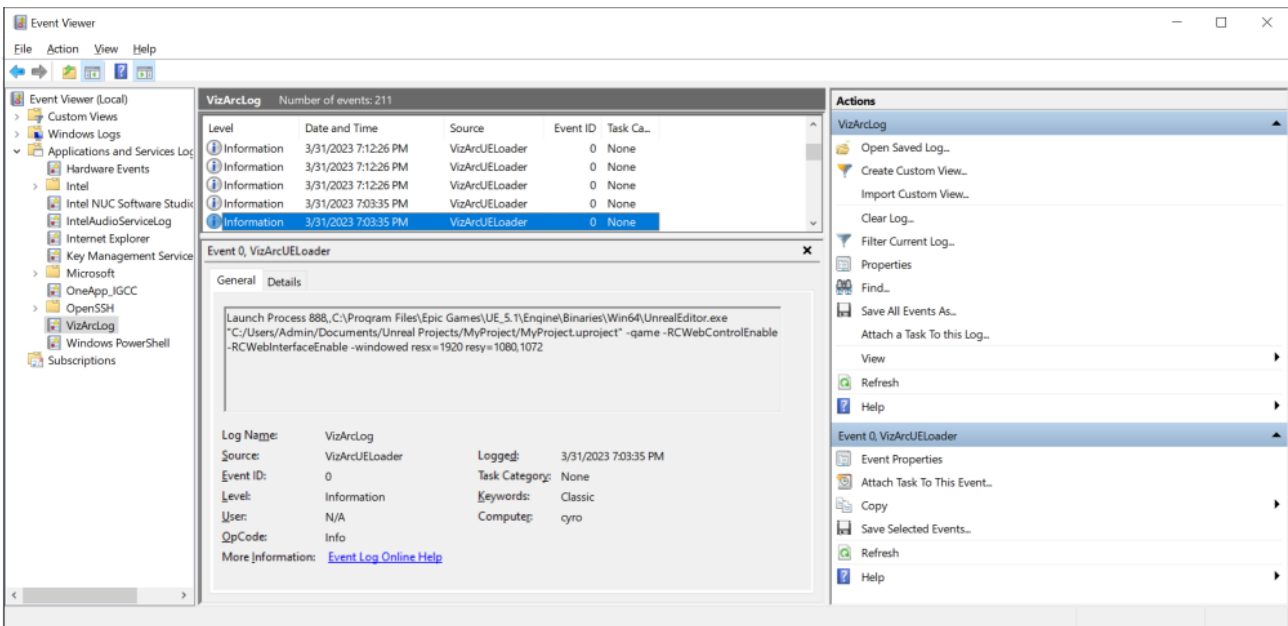 Event Viewer
File Action View Help
Event Viewer (Local)
Custom Views
Windows Logs
Applications and Services Log
Hardware Events
Intel
Intel NUC Software Studio
IntelAudioServiceLog
Internet Explorer
Key Management Service
Microsoft
OneApp_IGCC
OpenSSH
VizArcLog
Windows PowerShell
Subscriptions
VizArcLog Number of events: 211
Level Date and Time Source Event ID Task Ca...
Information 3/31/2023 7:12:26 PM VizArcUELoader 0 None
Information 3/31/2023 7:12:26 PM VizArcUELoader 0 None
Information 3/31/2023 7:12:26 PM VizArcUELoader 0 None
Information 3/31/2023 7:03:35 PM VizArcUELoader 0 None
Information 3/31/2023 7:03:35 PM VizArcUELoader 0 None
Event 0, VizArcUELoader
General Details
Launch Process 888,,C:\Program Files\Epic Games\UE_5.1\Engine\Binaries\Win64\UnrealEditor.exe
"C:/Users/Admin/Documents/Unreal Projects/MyProject/MyProject.uproject" -game -RCWebControlEnable
-RCWebInterfaceEnable -windowed resx=1920 resy=1080,1072
Log Name: VizArcLog
Source: VizArcUELoader Logged: 3/31/2023 7:03:35 PM
Event ID: 0 Task Category: None
Level: Information Keywords: Classic
User: N/A Computer: cyro
OpCode: Info
More Information: Event Log Online Help
Actions
VizArcLog
Open Saved Log...
Create Custom View...
Import Custom View...
Clear Log...
Filter Current Log...
Properties
Find...
Save All Events As...
Attach a Task To this Log...
View
Refresh
Help
Event 0, VizArcUELoader
Event Properties
Attach Task To This Event...
Copy
Save Selected Events...
Refresh
Help